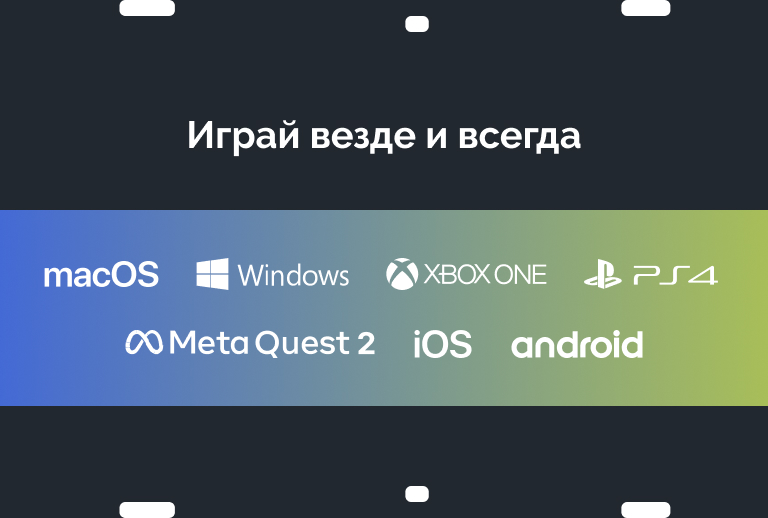 Играй везде и всегда
macOS Windows XBOX ONE PS4
Meta Quest 2 iOS android